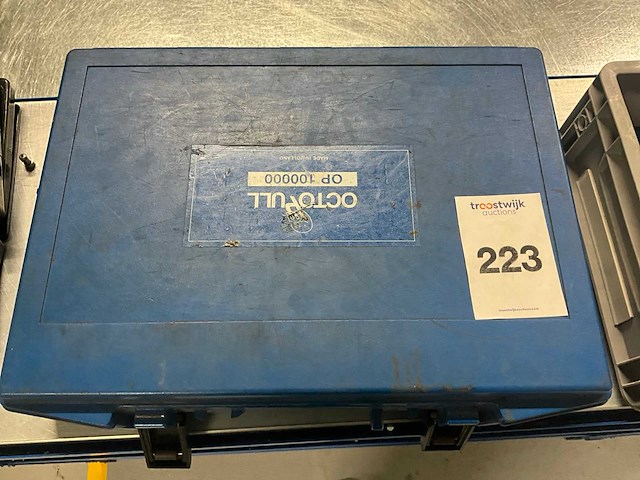 OCTOPULL
OP 100000
troostwijk
auctions
223